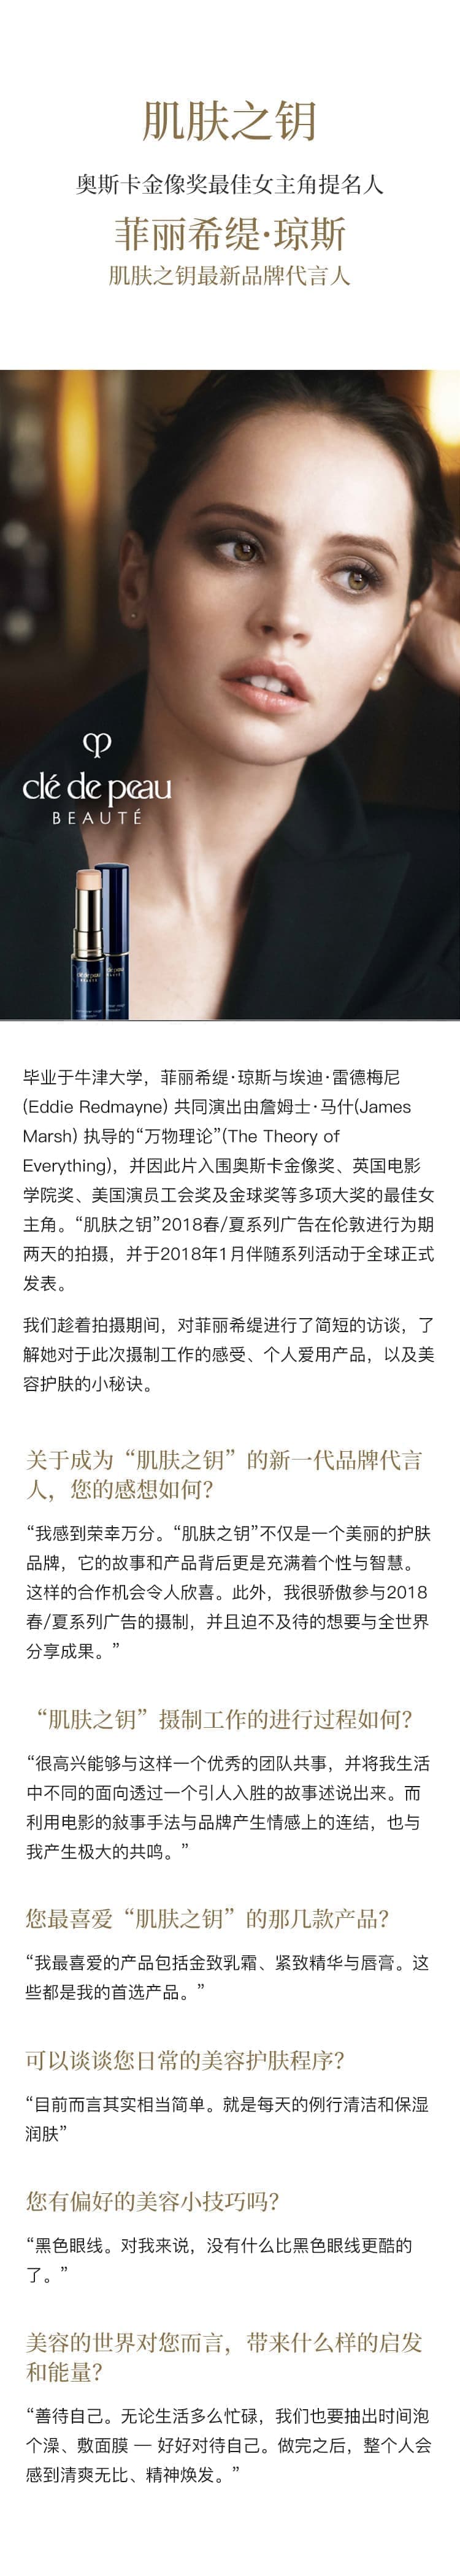 肌肤之钥
奥斯卡金像奖最佳女主角提名人
菲丽希缇·琼斯
肌肤之钥最新品牌代言人
clé de peau
BEAUTÉ
clé de peau
BEAUTÉ
毕业于牛津大学，菲丽希缇·琼斯与埃迪·雷德梅尼
(Eddie Redmayne) 共同演出由詹姆士·马什(James
Marsh) 执导的“万物理论”(The Theory of
Everything)，并因此片入围奥斯卡金像奖、英国电影
学院奖、美国演员工会奖及金球奖等多项大奖的最佳女
主角。“肌肤之钥”2018春/夏系列广告在伦敦进行为期
两天的拍摄，并于2018年1月伴随系列活动于全球正式
发表。
我们趁着拍摄期间，对菲丽希缇进行了简短的访谈，了
解她对于此次摄制工作的感受、个人爱用产品，以及美
容护肤的小秘诀。
关于成为“肌肤之钥”的新一代品牌代言
人，您的感想如何？
“我感到荣幸万分。“肌肤之钥”不仅是一个美丽的护肤
品牌，它的故事和产品背后更是充满着个性与智慧。
这样的合作机会令人欣喜。此外，我很骄傲参与2018
春/夏系列广告的摄制，并且迫不及待的想要与全世界
分享成果。”
“肌肤之钥”摄制工作的进行过程如何？
“很高兴能够与这样一个优秀的团队共事，并将我生活
中不同的面向透过一个引人入胜的故事述说出来。而
利用电影的敍事手法与品牌产生情感上的连结，也与
我产生极大的共鸣。”
您最喜爱“肌肤之钥”的那几款产品？
“我最喜爱的产品包括金致乳霜、紧致精华与唇膏。这
些都是我的首选产品。”
可以谈谈您日常的美容护肤程序？
“目前而言其实相当简单。就是每天的例行清洁和保湿
润肤”
您有偏好的美容小技巧吗？
“黑色眼线。对我来说，没有什么比黑色眼线更酷的
了。”
美容的世界对您而言，带来什么样的启发
和能量？
“善待自己。无论生活多么忙碌，我们也要抽出时间泡
个澡、敷面膜 — 好好对待自己。做完之后，整个人会
感到清爽无比、精神焕发。”